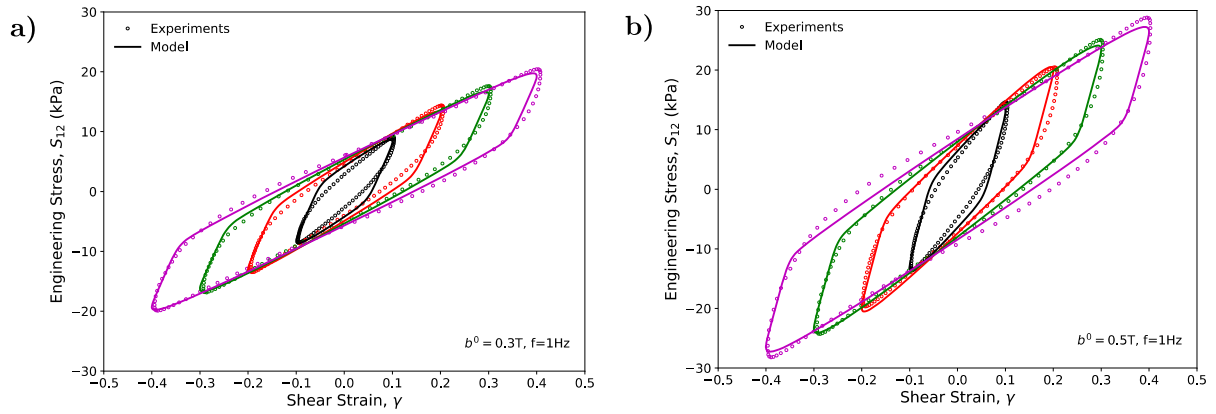 a)
30
20
10
0
−10
−20
−30
Engineering Stress, S₁₂ (kPa)
Experiments
Model
b⁰ = 0.3T, f=1Hz
−0.5 −0.4 −0.3 −0.2 −0.1 0.0 0.1 0.2 0.3 0.4 0.5
Shear Strain, γ
b)
30
20
10
0
−10
−20
−30
Engineering Stress, S₁₂ (kPa)
Experiments
Model
b⁰ = 0.5T, f=1Hz
−0.5 −0.4 −0.3 −0.2 −0.1 0.0 0.1 0.2 0.3 0.4 0.5
Shear Strain, γ